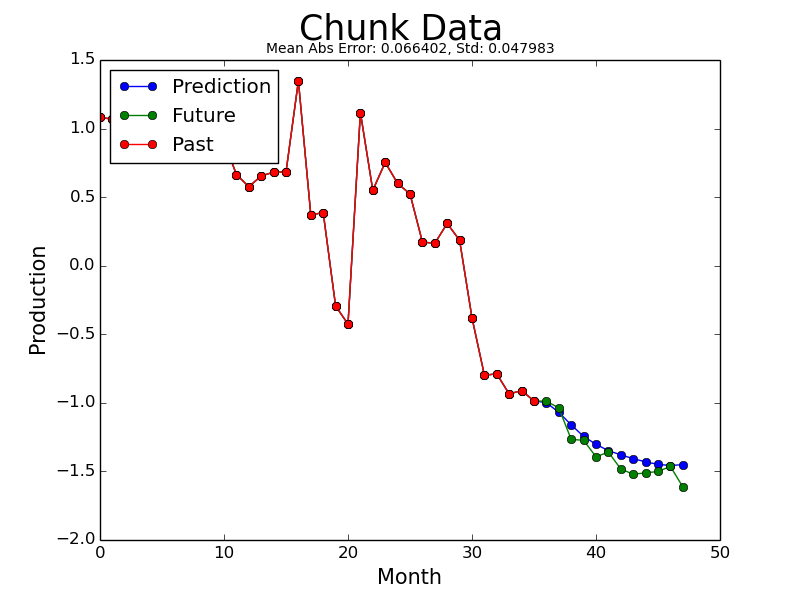 Chunk Data
Mean Abs Error: 0.066402, Std: 0.047983
Prediction
Future
Past
1.5
1.0
0.5
0.0
−0.5
−1.0
−1.5
−2.0
Production
0 10 20 30 40 50
Month